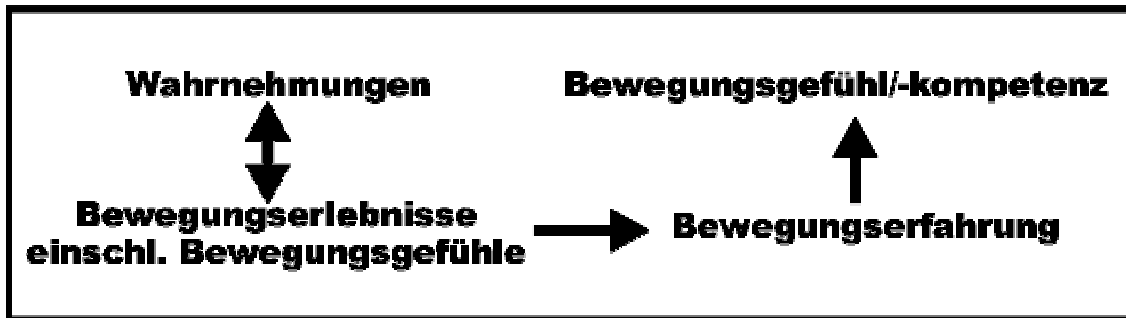 Wahrnehmungen
Bewegungsgefühl/-kompetenz
Bewegungserlebnisse
einschl. Bewegungsgefühle
Bewegungserfahrung